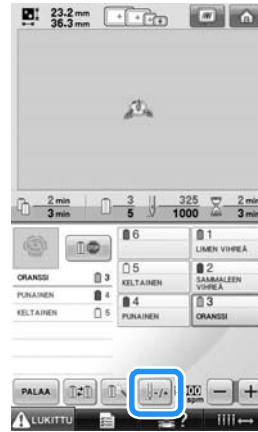 23.2 mm
36.3 mm
2 min 3 325 2 min
3 min 5 1000 3 min
6 1
LIMEN VIHREÄ
5 2
KELTAINEN SAMMALEEN VIHREÄ
4 3
PUNAINEN ORANSSI
ORANSSI 3
PUNAINEN 4
KELTAINEN 5
PALAA -/+ spm - +
LUKITTU ?